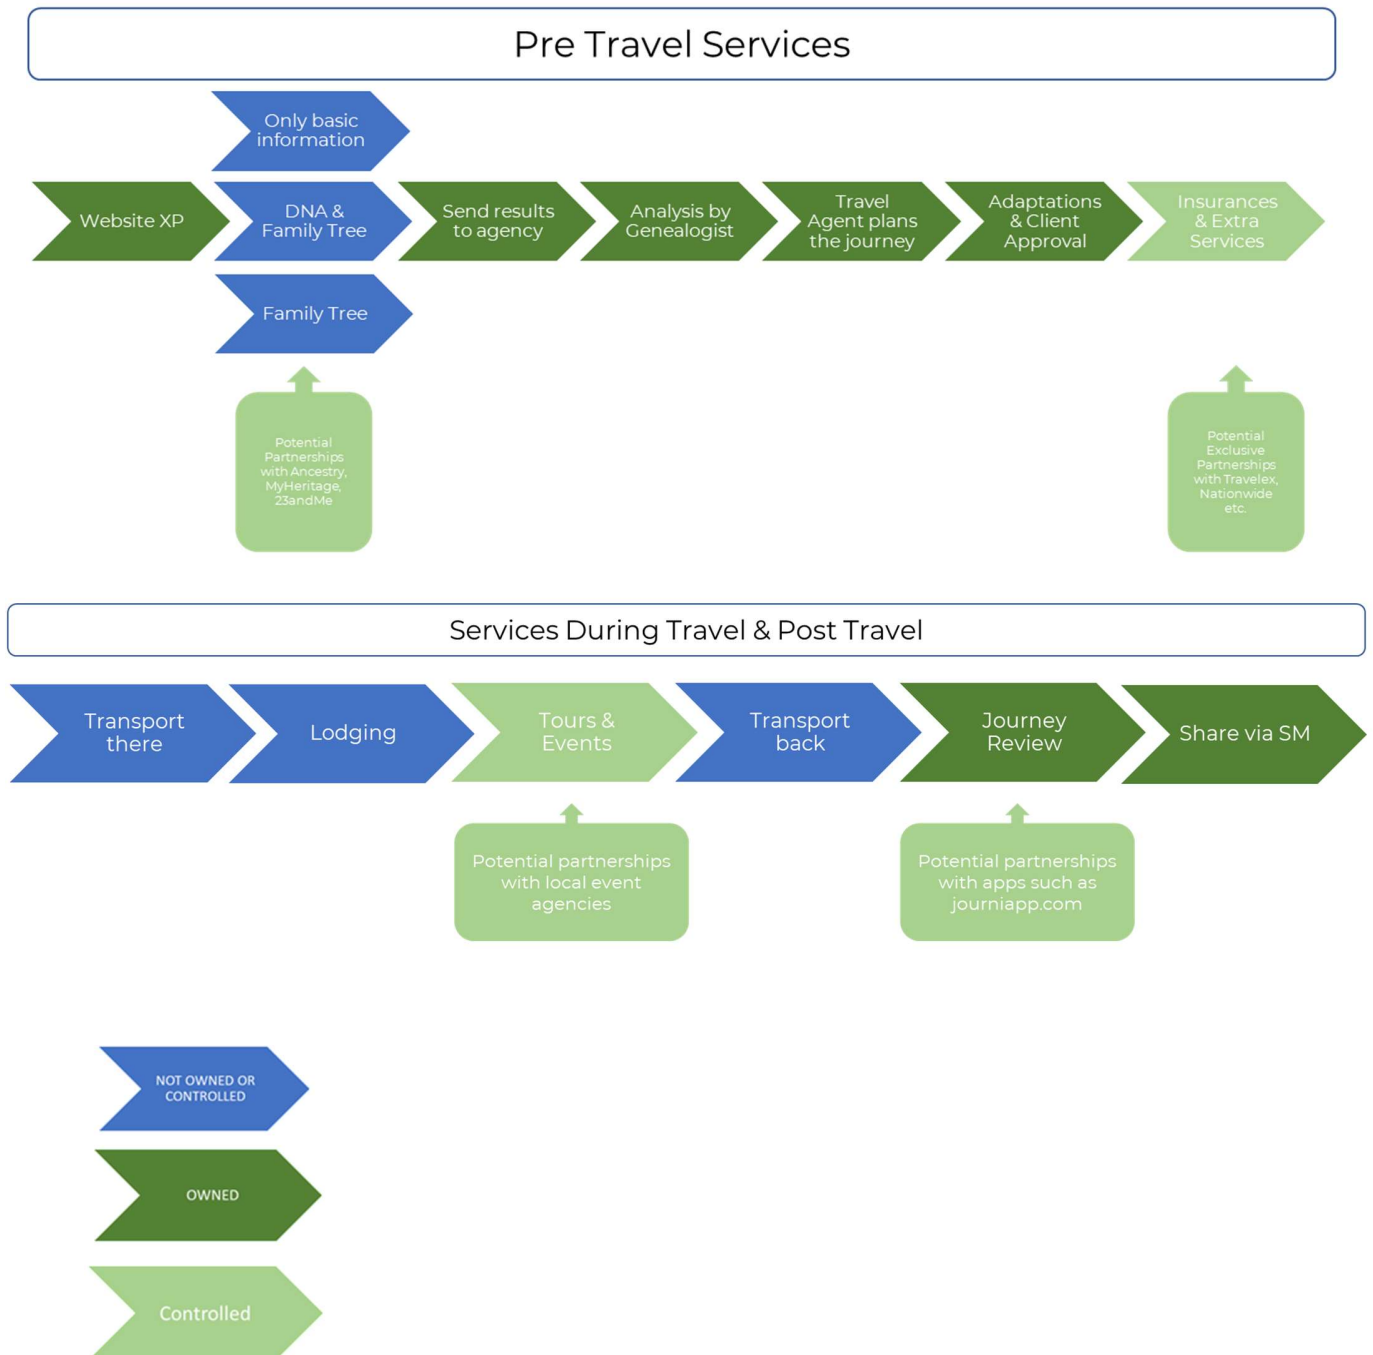 Pre Travel Services
Only basic
information
Website XP
DNA &
Family Tree
Send results
to agency
Analysis by
Genealogist
Travel
Agent plans
the journey
Adaptations
& Client
Approval
Insurances
& Extra
Services
Family Tree
Potential
Partnerships
with Ancestry,
MyHeritage,
23andMe
Potential
Exclusive
Partnerships
with Travelex,
Nationwide
etc.
Services During Travel & Post Travel
Transport
there
Lodging
Tours &
Events
Transport
back
Journey
Review
Share via SM
Potential partnerships
with local event
agencies
Potential partnerships
with apps such as
journiapp.com
NOT OWNED OR
CONTROLLED
OWNED
Controlled